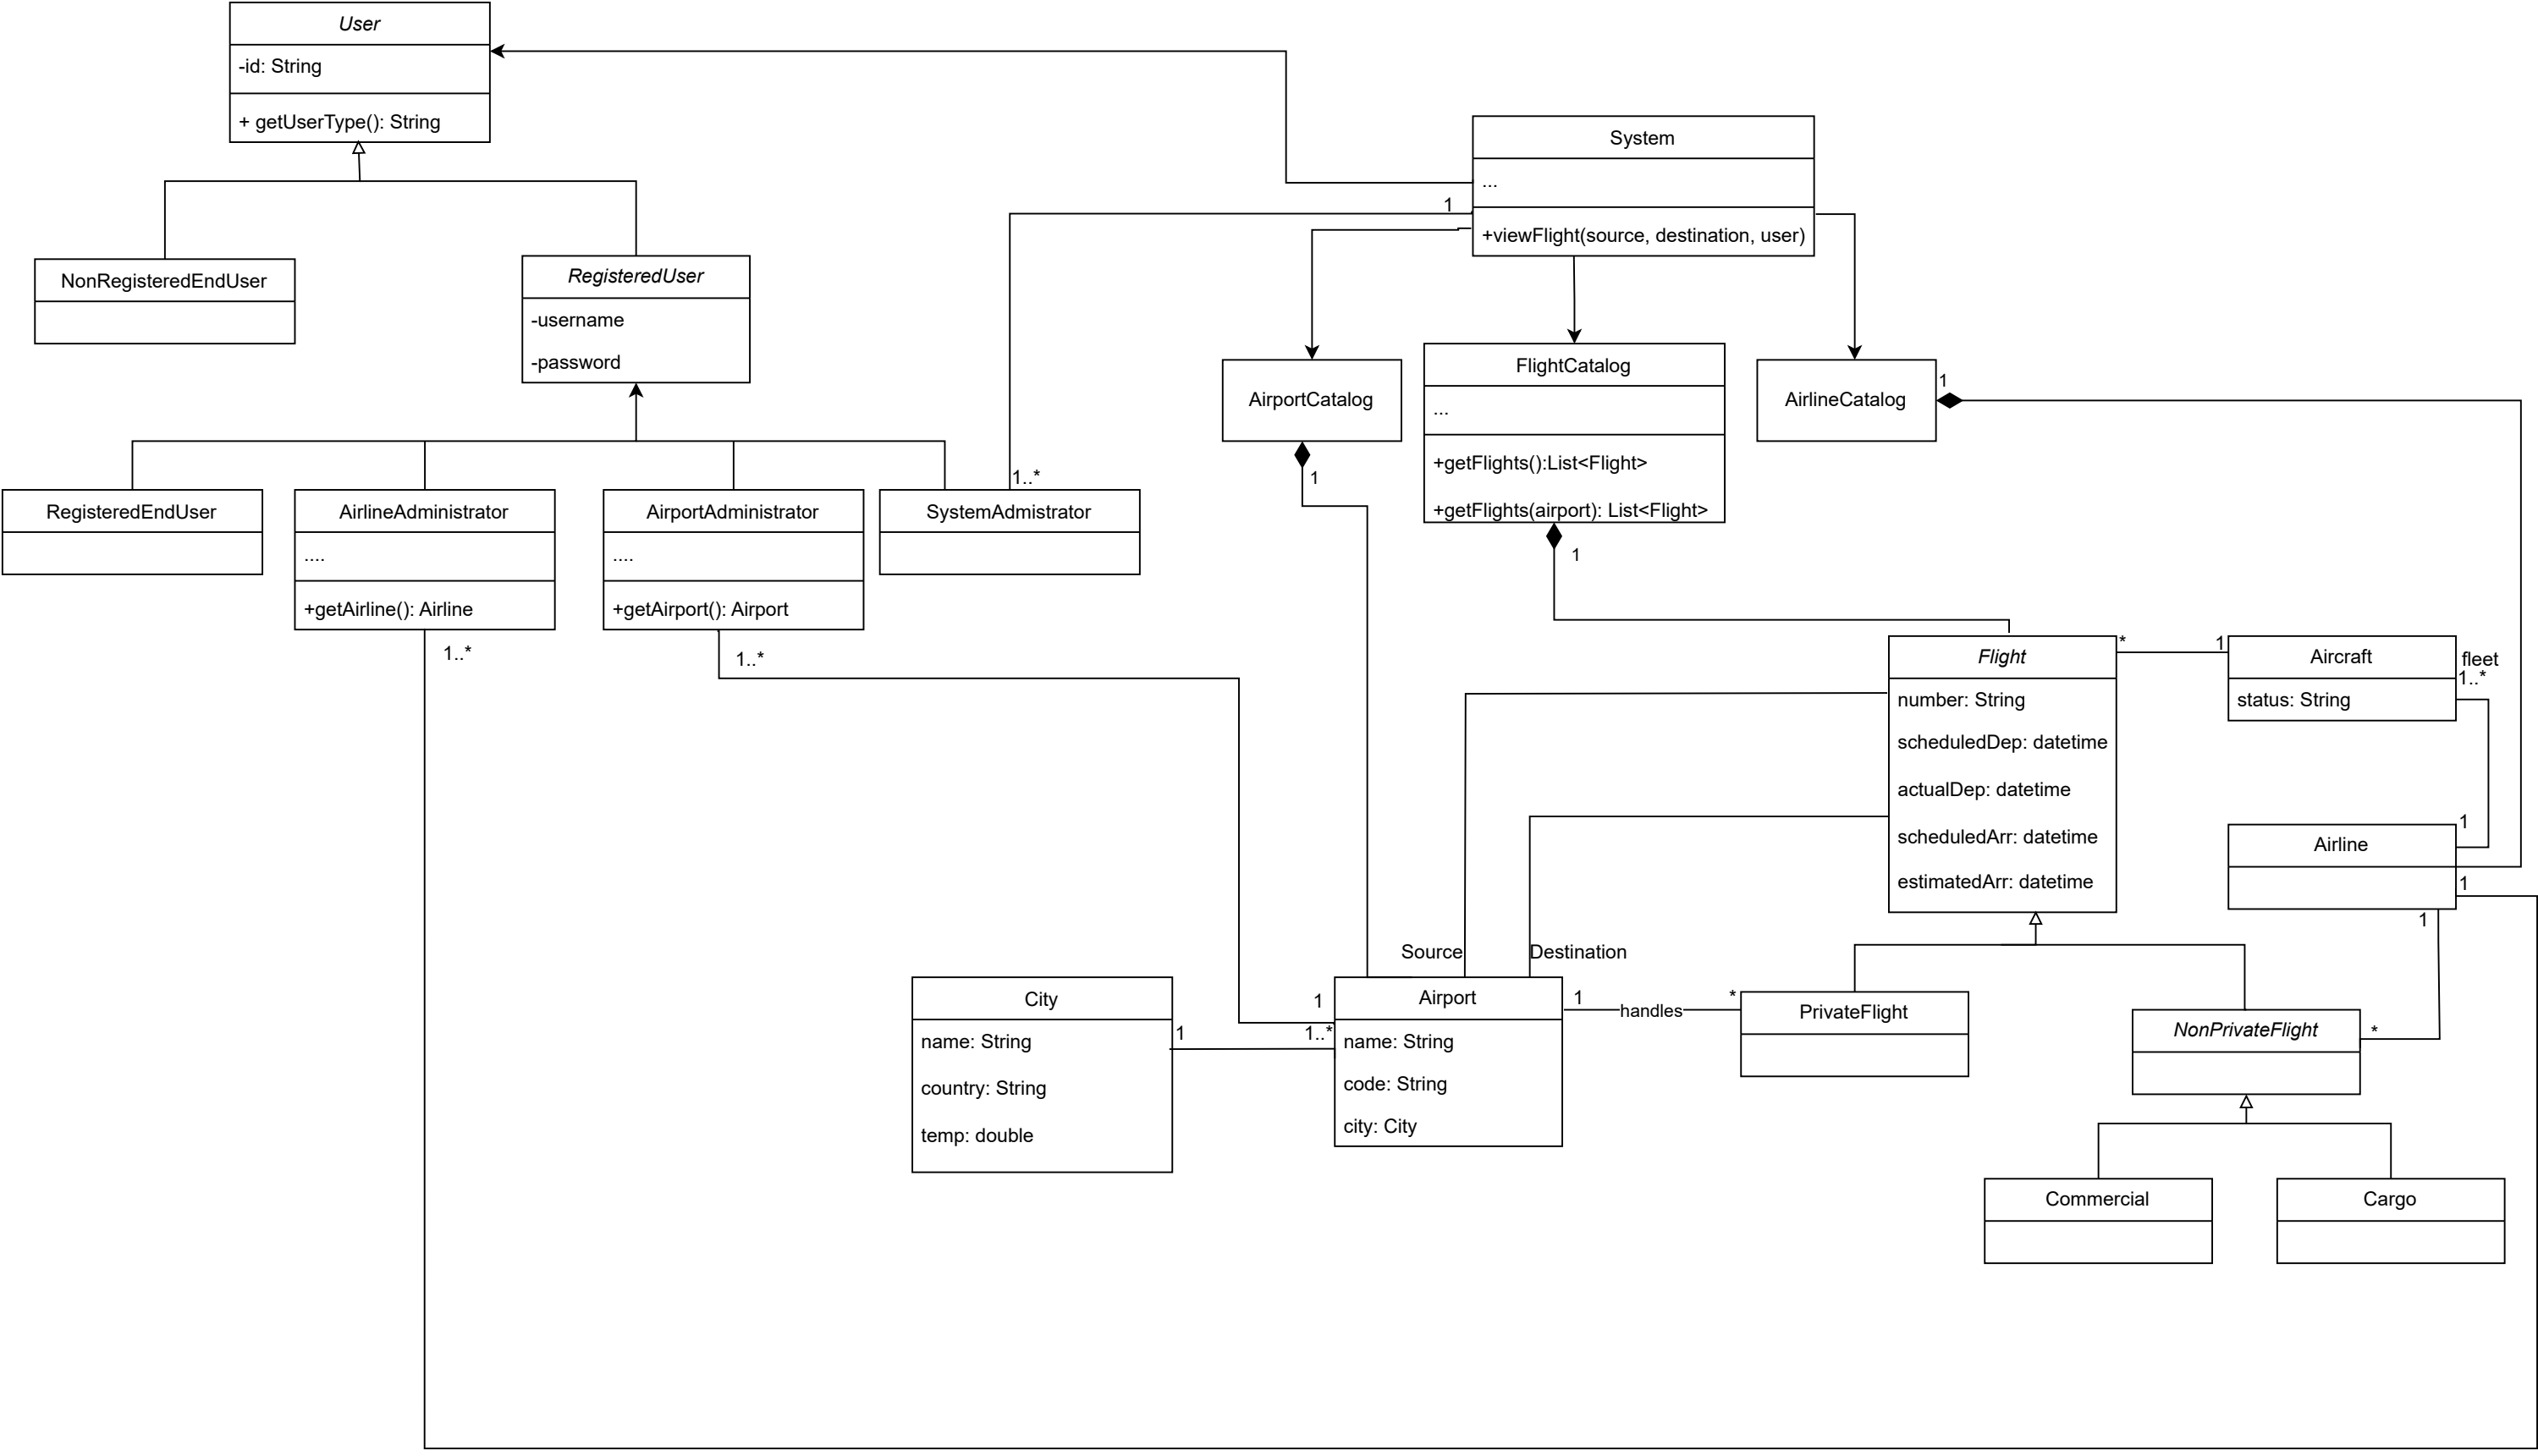 User
-id: String
+ getUserType(): String
System
...
+viewFlight(source, destination, user)
1
NonRegisteredEndUser
RegisteredUser
-username
-password
AirportCatalog
1
FlightCatalog
...
+getFlights():List<Flight>
+getFlights(airport): List<Flight>
1
AirlineCatalog
1
1..*
RegisteredEndUser
AirlineAdministrator
....
+getAirline(): Airline
1..*
AirportAdministrator
....
+getAirport(): Airport
1..*
SystemAdmistrator
Flight
number: String
scheduledDep: datetime
actualDep: datetime
scheduledArr: datetime
estimatedArr: datetime
*
1
Aircraft
status: String
fleet
1..*
1
Airline
1
1
Source
Destination
City
name: String
country: String
temp: double
1
1
1..*
Airport
name: String
code: String
city: City
1
handles
*
PrivateFlight
NonPrivateFlight
*
Commercial
Cargo